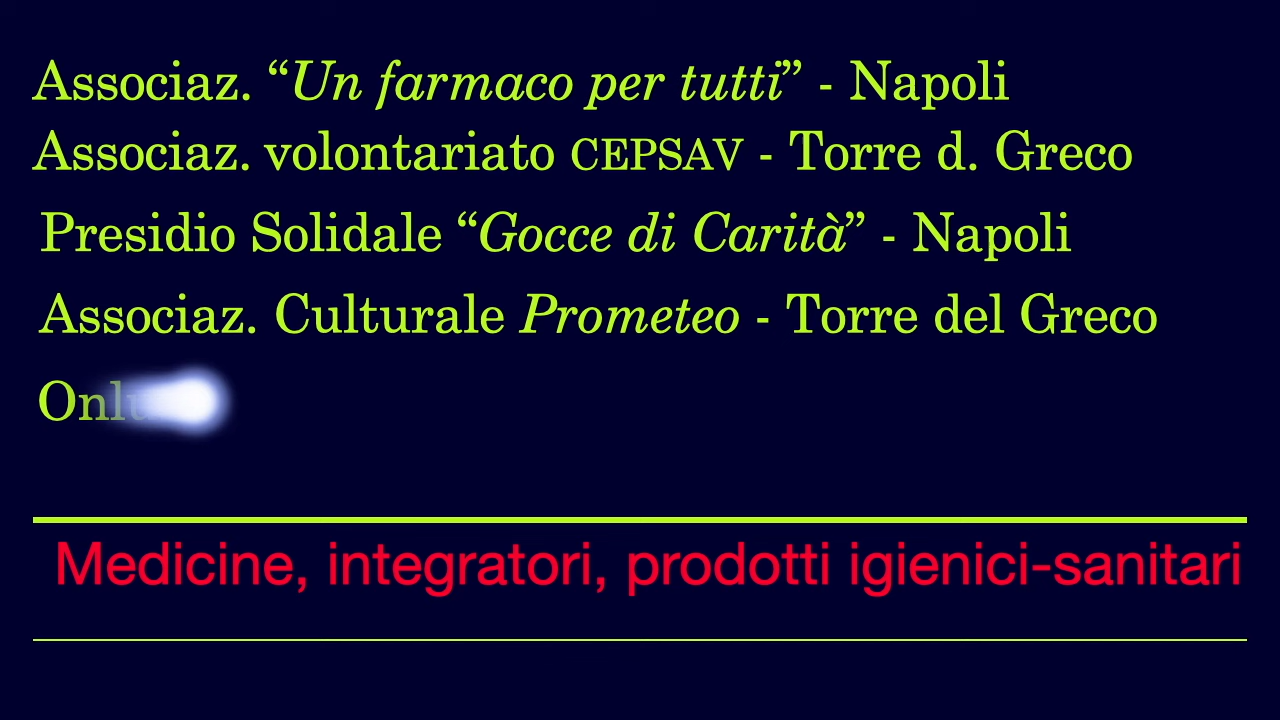 Associaz. “Un farmaco per tutti” - Napoli
Associaz. volontariato CEPSAV - Torre d. Greco
Presidio Solidale “Gocce di Carità” - Napoli
Associaz. Culturale Prometeo - Torre del Greco
Medicine, integratori, prodotti igienici-sanitari